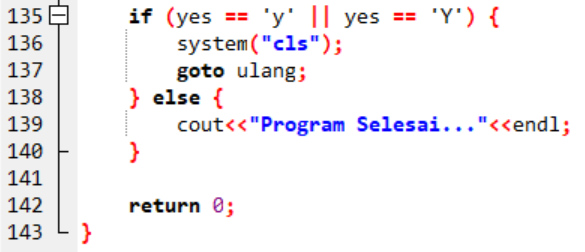 135 if (yes == 'y' || yes == 'Y') {
136 system("cls");
137 goto ulang;
138 } else {
139 cout<<"Program Selesai..."<<endl;
140 }
141
142 return 0;
143 }